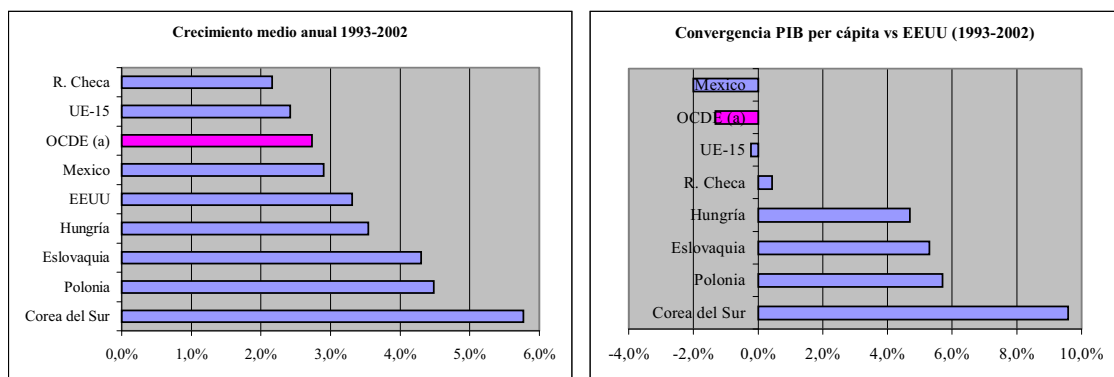 Crecimiento medio anual 1993-2002
R. Checa
UE-15
OCDE (a)
Mexico
EEUU
Hungría
Eslovaquia
Polonia
Corea del Sur
0,0% 1,0% 2,0% 3,0% 4,0% 5,0% 6,0%
Convergencia PIB per cápita vs EEUU (1993-2002)
Mexico
OCDE (a)
UE-15
R. Checa
Hungría
Eslovaquia
Polonia
Corea del Sur
-4,0% -2,0% 0,0% 2,0% 4,0% 6,0% 8,0% 10,0%